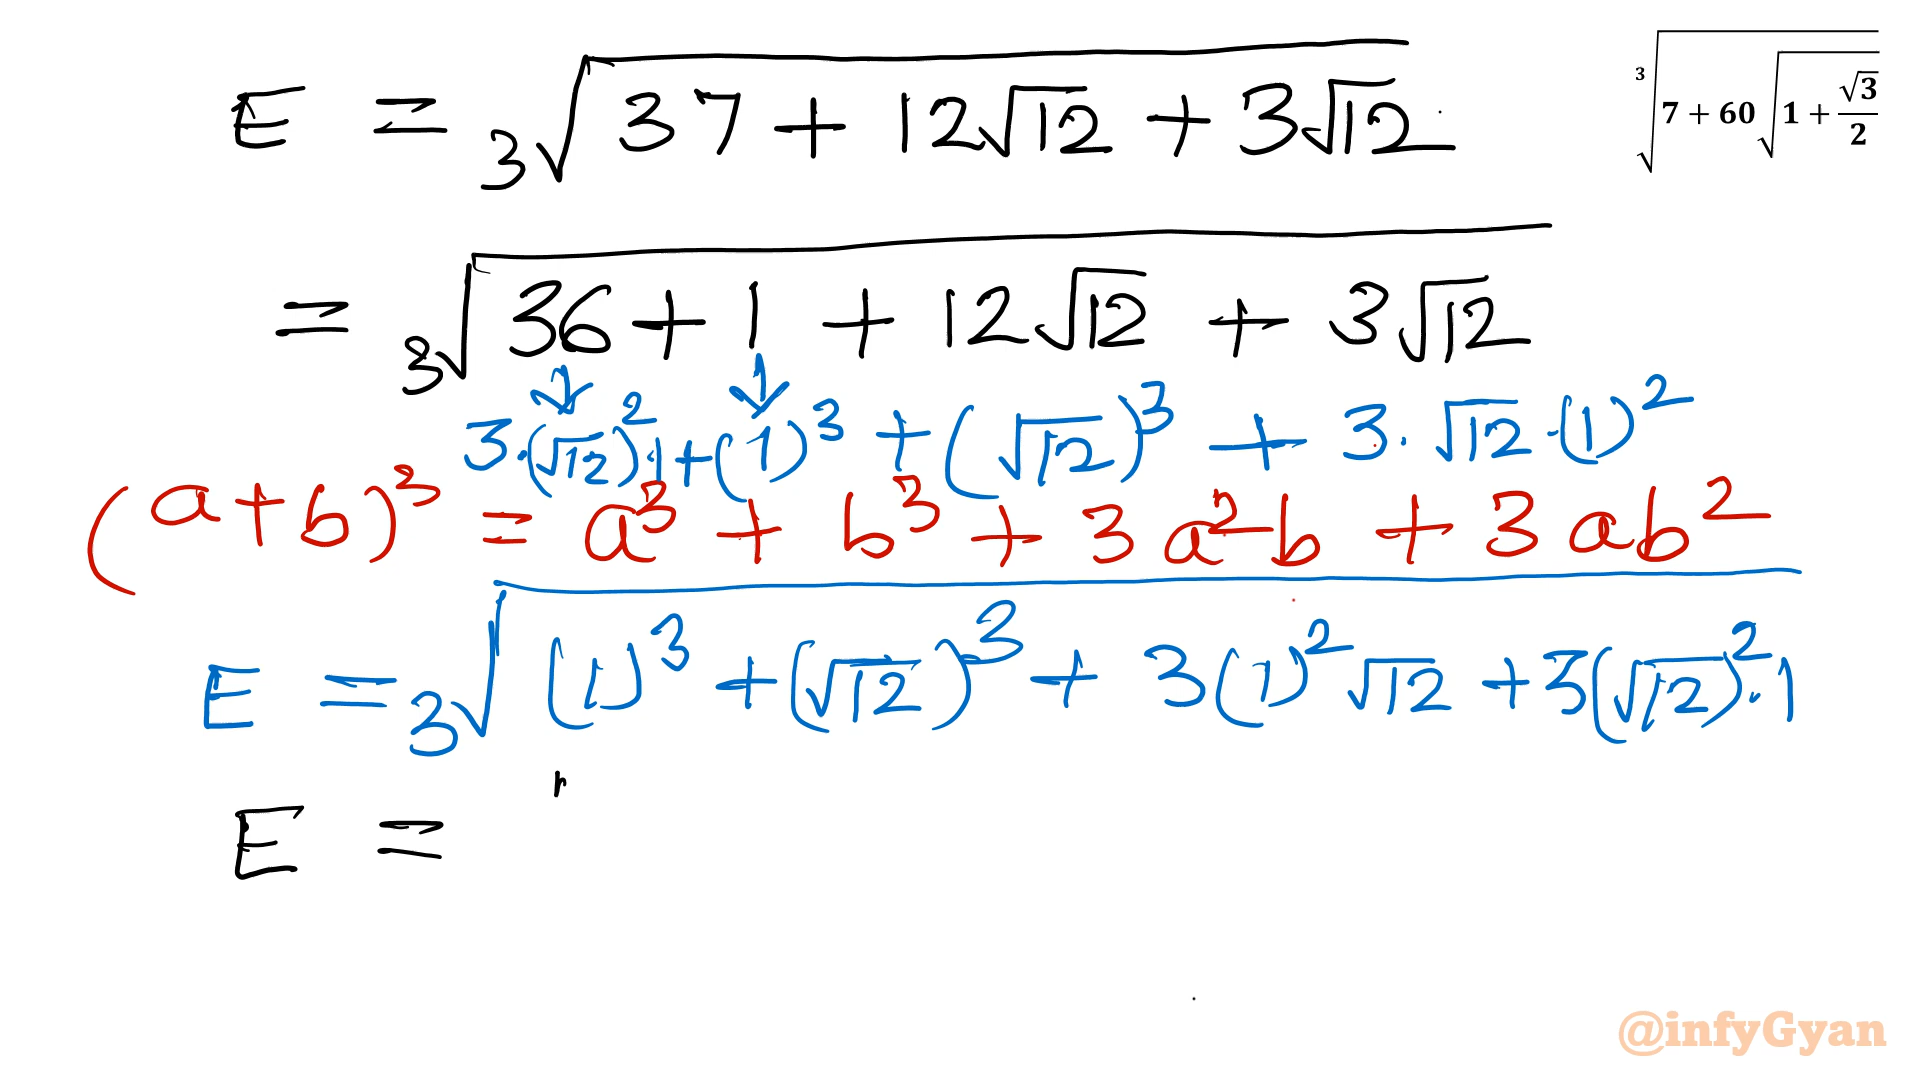 E = ∛(37 + 12√12 + 3√12)
∛(7 + 60√(1 + √3/2))
= ∛(36 + 1 + 12√12 + 3√12)
3·(√12)²·1 + (1)³ + (√12)³ + 3·√12·(1)²
(a+b)³ = a³ + b³ + 3a²b + 3ab²
E = ∛((1)³ + (√12)³ + 3(1)²√12 + 3(√12)²·1)
E =
@infyGyan